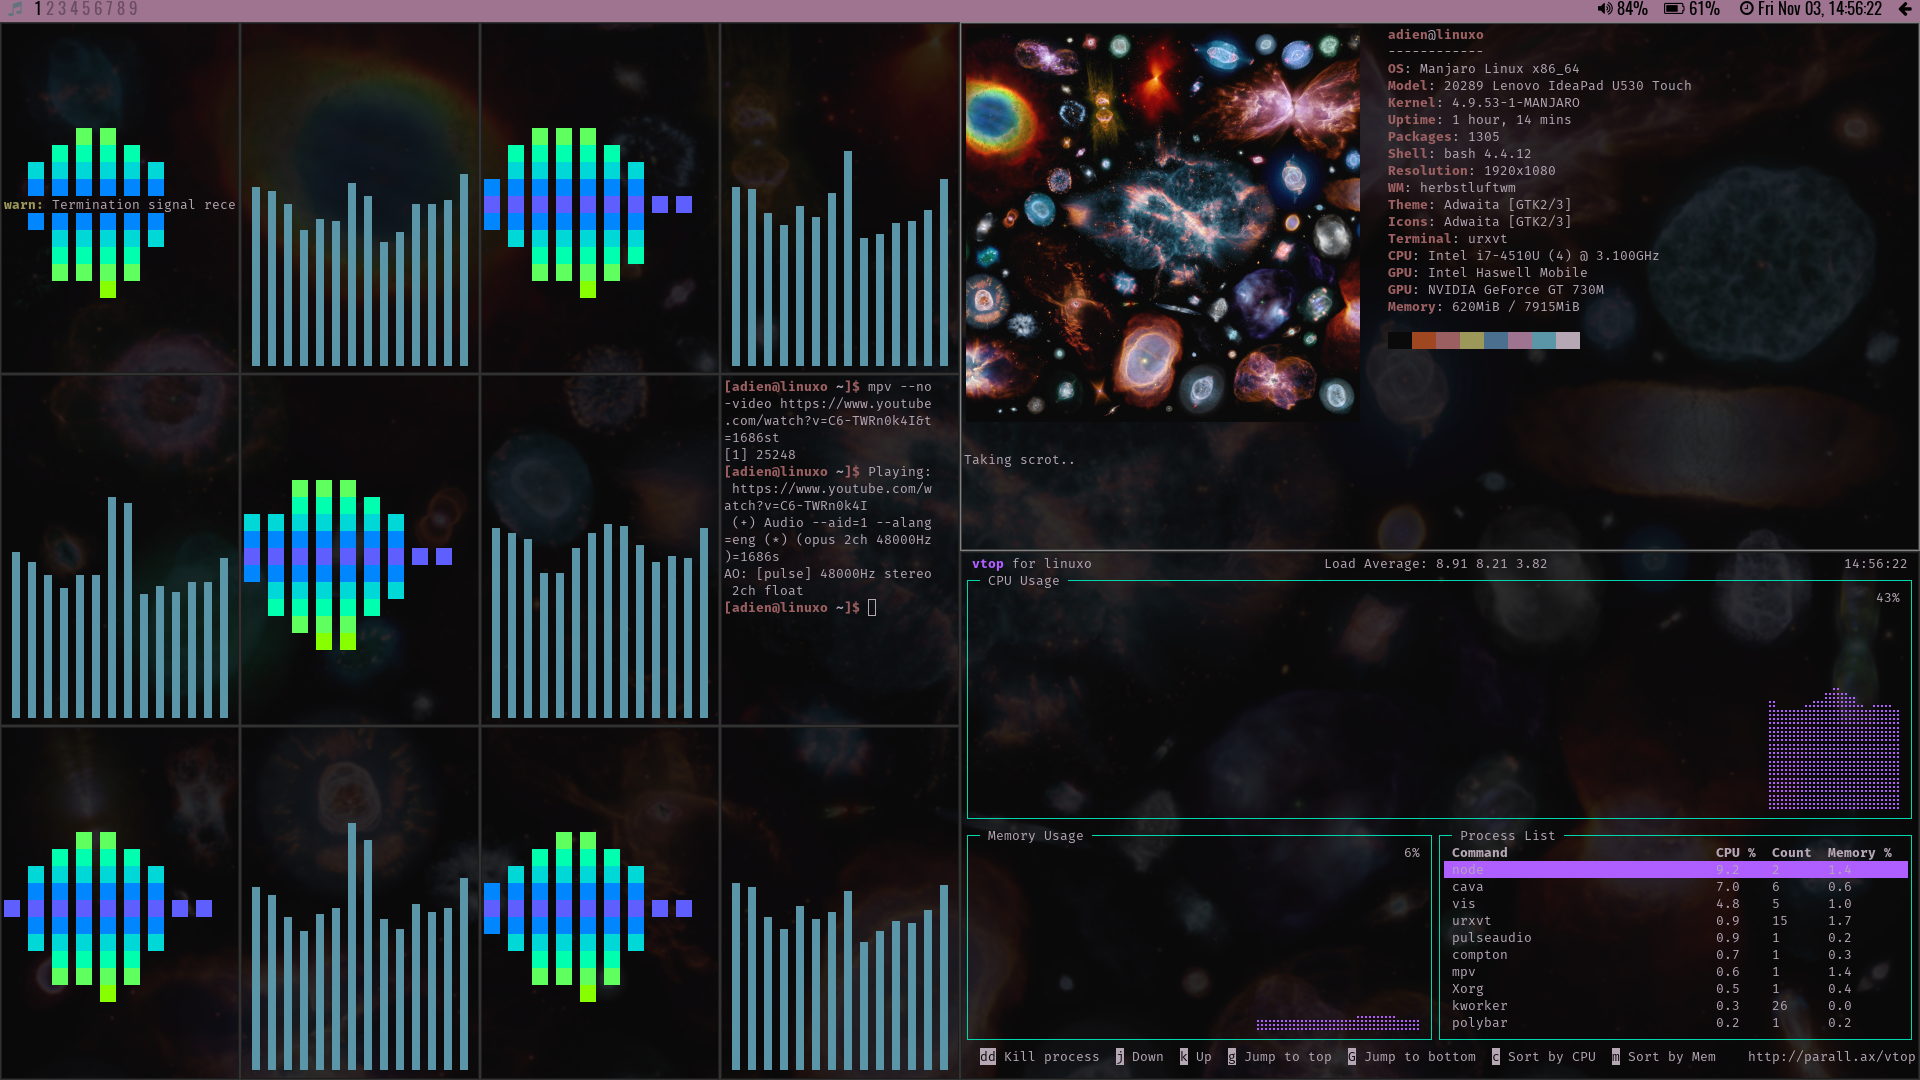 1 2 3 4 5 6 7 8 9
84% 61% Fri Nov 03, 14:56:22
warn: Termination signal rece
[adien@linuxo ~]$ mpv --no
-video https://www.youtube
.com/watch?v=C6-TWRn0k4I&t
=1686st
[1] 25248
[adien@linuxo ~]$ Playing:
https://www.youtube.com/w
atch?v=C6-TWRn0k4I
(+) Audio --aid=1 --alang
=eng (*) (opus 2ch 48000Hz
)=1686s
AO: [pulse] 48000Hz stereo
2ch float
[adien@linuxo ~]$
adien@linuxo
------------
OS: Manjaro Linux x86_64
Model: 20289 Lenovo IdeaPad U530 Touch
Kernel: 4.9.53-1-MANJARO
Uptime: 1 hour, 14 mins
Packages: 1305
Shell: bash 4.4.12
Resolution: 1920x1080
WM: herbstluftwm
Theme: Adwaita [GTK2/3]
Icons: Adwaita [GTK2/3]
Terminal: urxvt
CPU: Intel i7-4510U (4) @ 3.100GHz
GPU: Intel Haswell Mobile
GPU: NVIDIA GeForce GT 730M
Memory: 620MiB / 7915MiB
Taking scrot..
vtop for linuxo Load Average: 8.91 8.21 3.82 14:56:22
CPU Usage
43%
Memory Usage
6%
Process List
Command CPU % Count Memory %
node 9.2 2 1.4
cava 7.0 6 0.6
vis 4.8 5 1.0
urxvt 0.9 15 1.7
pulseaudio 0.9 1 0.2
compton 0.7 1 0.3
mpv 0.6 1 1.4
Xorg 0.5 1 0.4
kworker 0.3 26 0.0
polybar 0.2 1 0.2
dd Kill process j Down k Up g Jump to top G Jump to bottom c Sort by CPU m Sort by Mem http://parall.ax/vtop